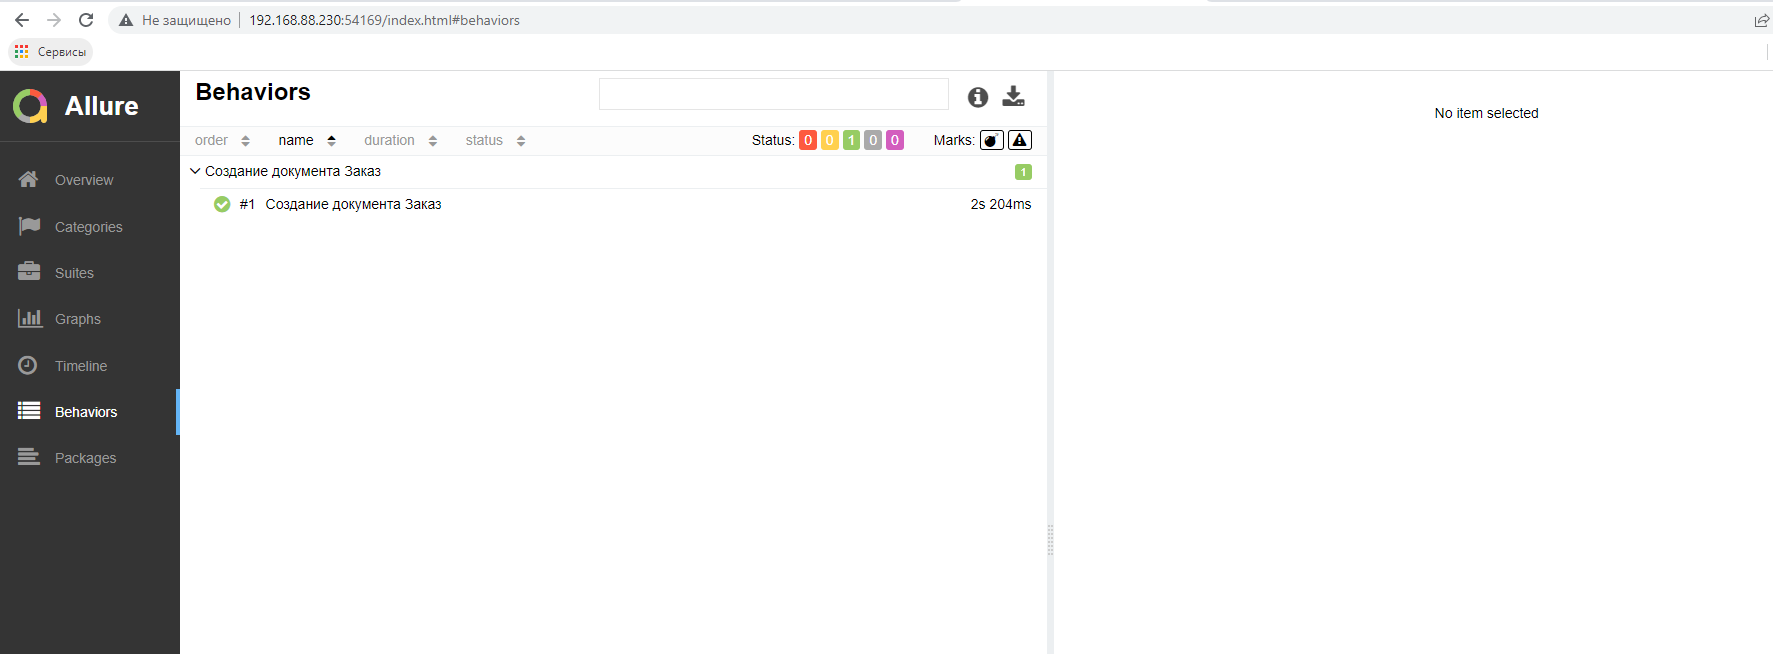 Не защищено 192.168.88.230:54169/index.html#behaviors
Сервисы
Allure
Overview
Categories
Suites
Graphs
Timeline
Behaviors
Packages
Behaviors
order name duration status Status: 0 0 1 0 0 Marks:
Создание документа Заказ 1
#1 Создание документа Заказ 2s 204ms
No item selected